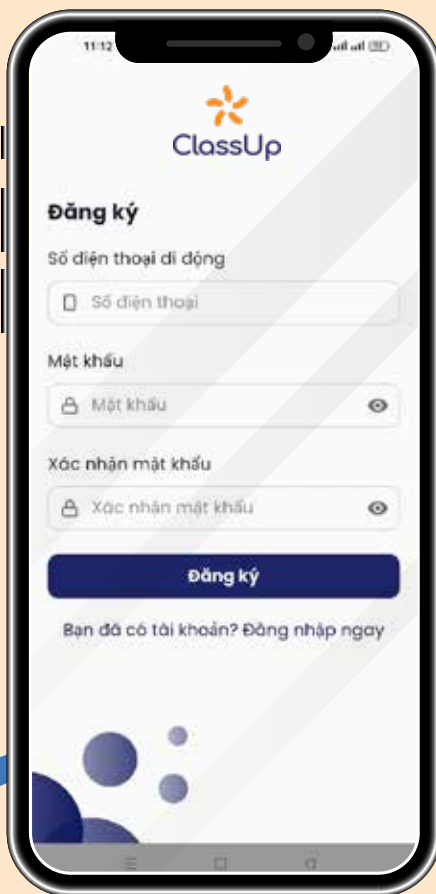 11:12
ClassUp
Đăng ký
Số điện thoại di động
Số điện thoại
Mật khẩu
Mật khẩu
Xác nhận mật khẩu
Xác nhận mật khẩu
Đăng ký
Bạn đã có tài khoản? Đăng nhập ngay